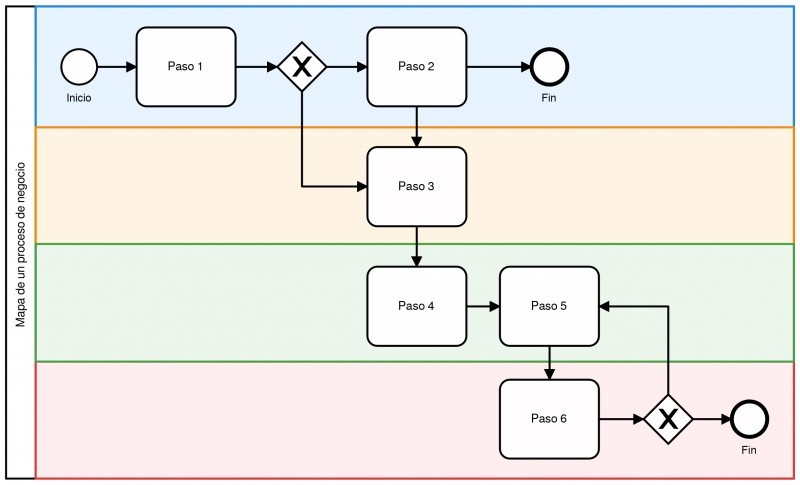 Mapa de un proceso de negocio
Inicio
Paso 1
X
Paso 2
Fin
Paso 3
Paso 4
Paso 5
Paso 6
X
Fin